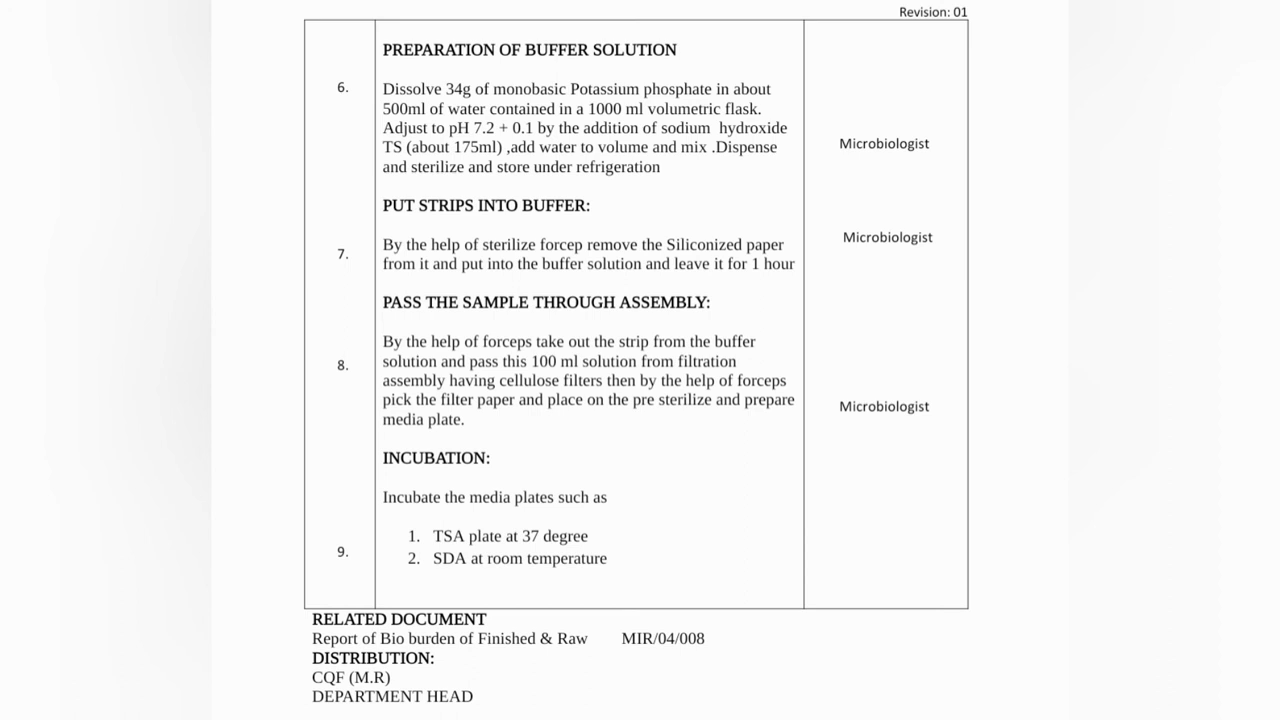 Revision: 01
PREPARATION OF BUFFER SOLUTION
6.
Dissolve 34g of monobasic Potassium phosphate in about
500ml of water contained in a 1000 ml volumetric flask.
Adjust to pH 7.2 + 0.1 by the addition of sodium hydroxide
TS (about 175ml) ,add water to volume and mix .Dispense
and sterilize and store under refrigeration
Microbiologist
PUT STRIPS INTO BUFFER:
7.
By the help of sterilize forcep remove the Siliconized paper
from it and put into the buffer solution and leave it for 1 hour
Microbiologist
PASS THE SAMPLE THROUGH ASSEMBLY:
8.
By the help of forceps take out the strip from the buffer
solution and pass this 100 ml solution from filtration
assembly having cellulose filters then by the help of forceps
pick the filter paper and place on the pre sterilize and prepare
media plate.
Microbiologist
INCUBATION:
9.
Incubate the media plates such as
1. TSA plate at 37 degree
2. SDA at room temperature
RELATED DOCUMENT
Report of Bio burden of Finished & Raw MIR/04/008
DISTRIBUTION:
CQF (M.R)
DEPARTMENT HEAD